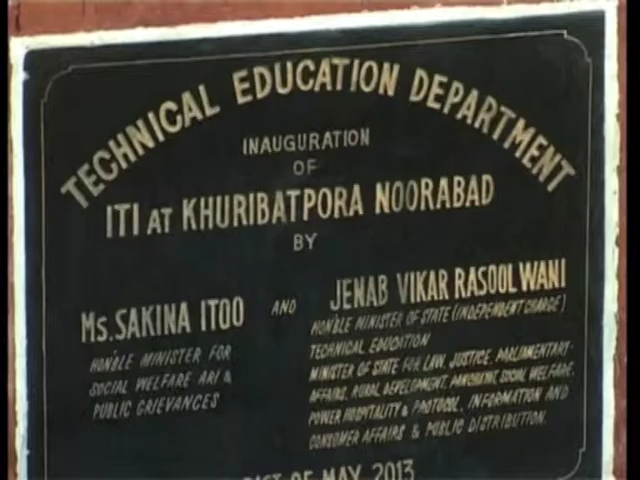 TECHNICAL EDUCATION DEPARTMENT
INAUGURATION
OF
ITI AT KHURIBATPORA NOORABAD
BY
Ms. SAKINA ITOO
HON'BLE MINISTER FOR
SOCIAL WELFARE ARI &
PUBLIC GRIEVANCES
AND
JENAB VIKAR RASOOL WANI
HON'BLE MINISTER OF STATE (INDEPENDENT CHARGE)
TECHNICAL EDUCATION
MINISTER OF STATE FOR LAW, JUSTICE, PARLIAMENTARY
AFFAIRS, RURAL DEVELOPMENT, SOCIAL WELFARE,
POWER HOSPITALITY & PROTOCOL, INFORMATION AND
CONSUMER AFFAIRS & PUBLIC DISTRIBUTION.
OF MAY 2013